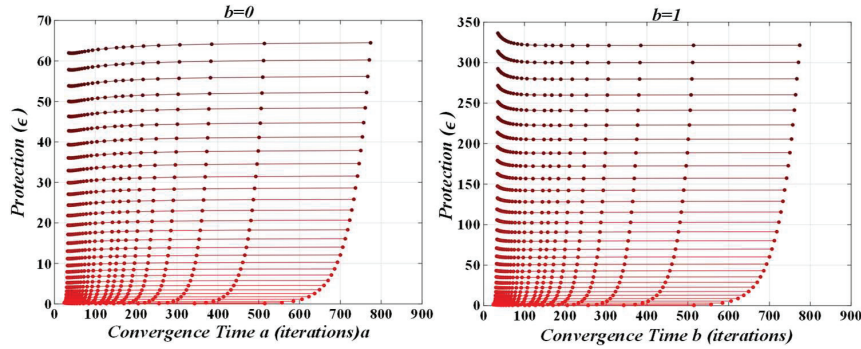 b=0
70
60
50
40
30
20
10
0
Protection (ϵ)
0 100 200 300 400 500 600 700 800 900
Convergence Time a (iterations)a
b=1
350
300
250
200
150
100
50
0
Protection (ϵ)
0 100 200 300 400 500 600 700 800 900
Convergence Time b (iterations)